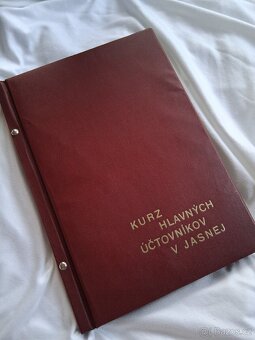 KURZ
HLAVNÝCH
ÚČTOVNÍKOV
V JASNEJ